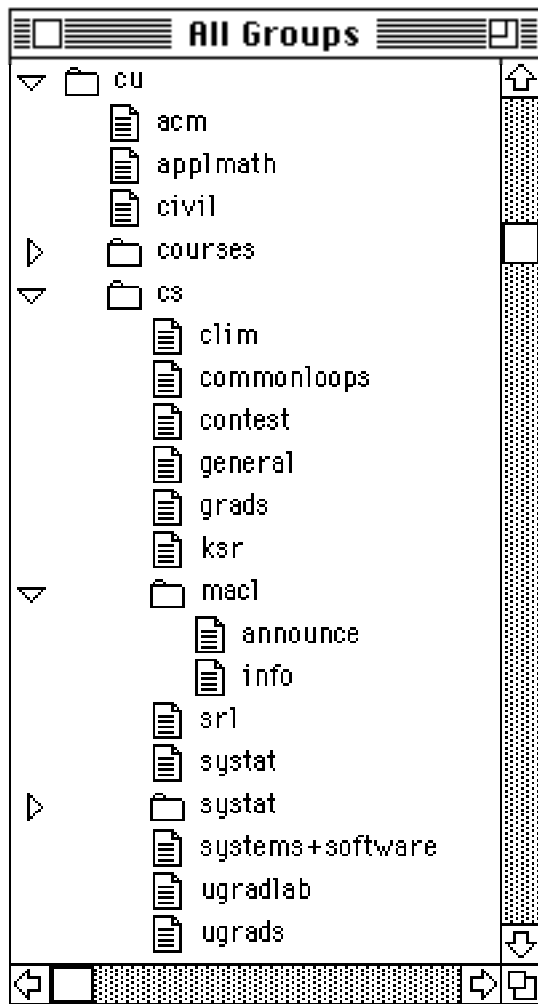 All Groups
cu
acm
applmath
civil
courses
cs
clim
commonloops
contest
general
grads
ksr
macl
announce
info
srl
systat
systat
systems+software
ugradlab
ugrads